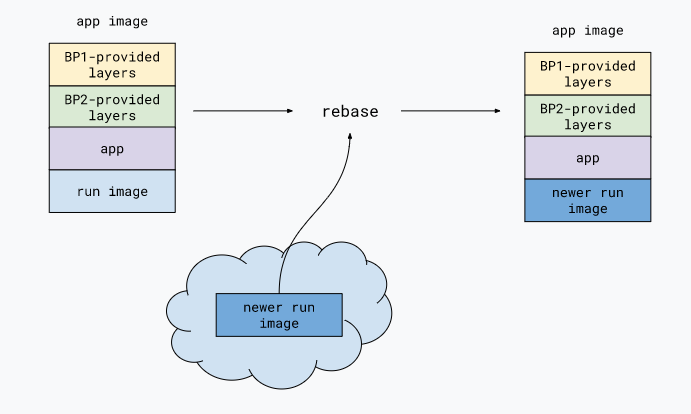 app image
BP1-provided
layers
BP2-provided
layers
app
run image
rebase
newer run
image
app image
BP1-provided
layers
BP2-provided
layers
app
newer run
image